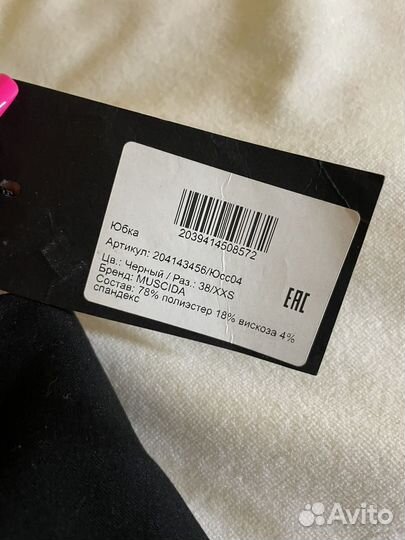 2039414508572
Юбка
Артикул: 204143456/Юсс04
Цв.: Черный / Раз.: 38/XXS
Бренд: MUSCIDA
Состав: 78% полиэстер 18% вискоза 4%
спандекс
EAC
Avito